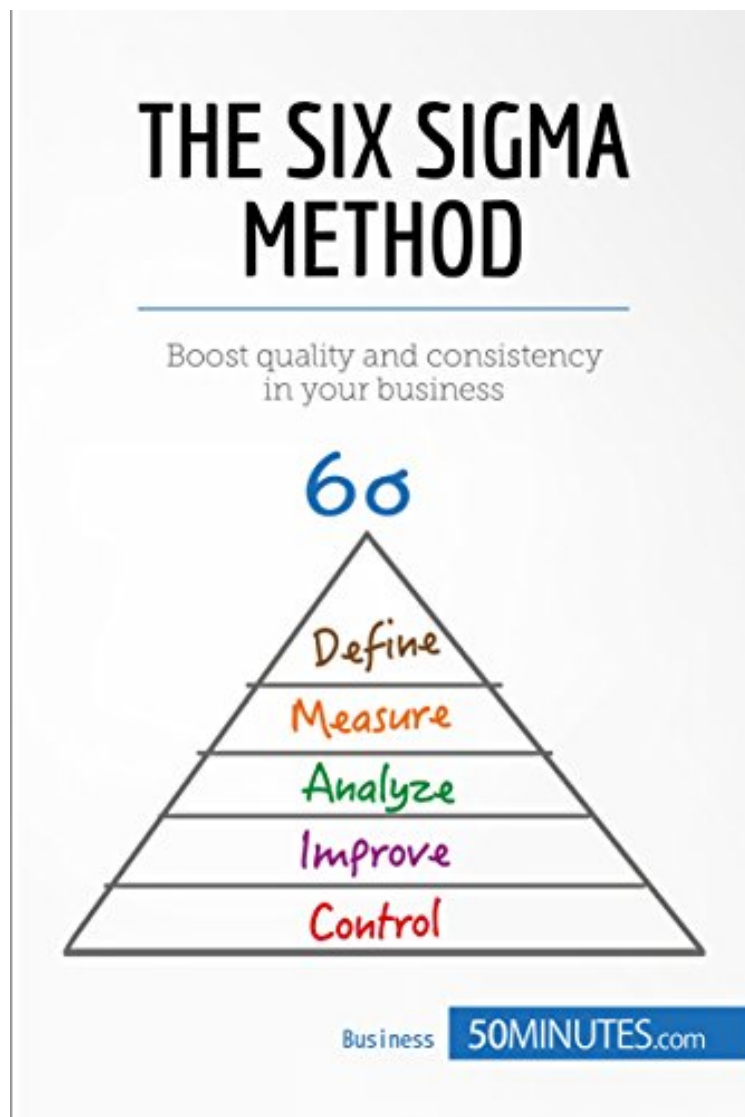 THE SIX SIGMA
METHOD
Boost quality and consistency
in your business
6σ
Define
Measure
Analyze
Improve
Control
Business 50MINUTES.com